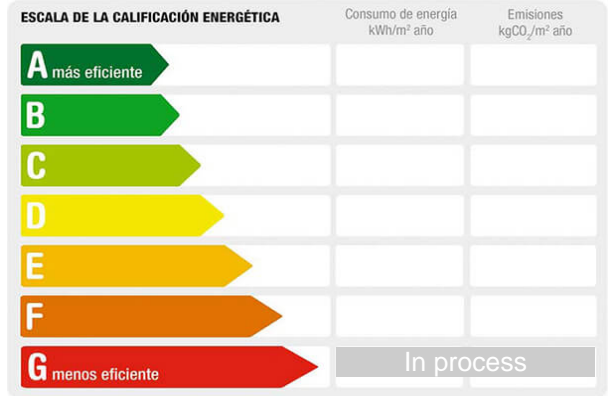 ESCALA DE LA CALIFICACIÓN ENERGÉTICA
Consumo de energía
kWh/m² año
Emisiones
kgCO₂/m² año
A más eficiente
B
C
D
E
F
G menos eficiente
In process